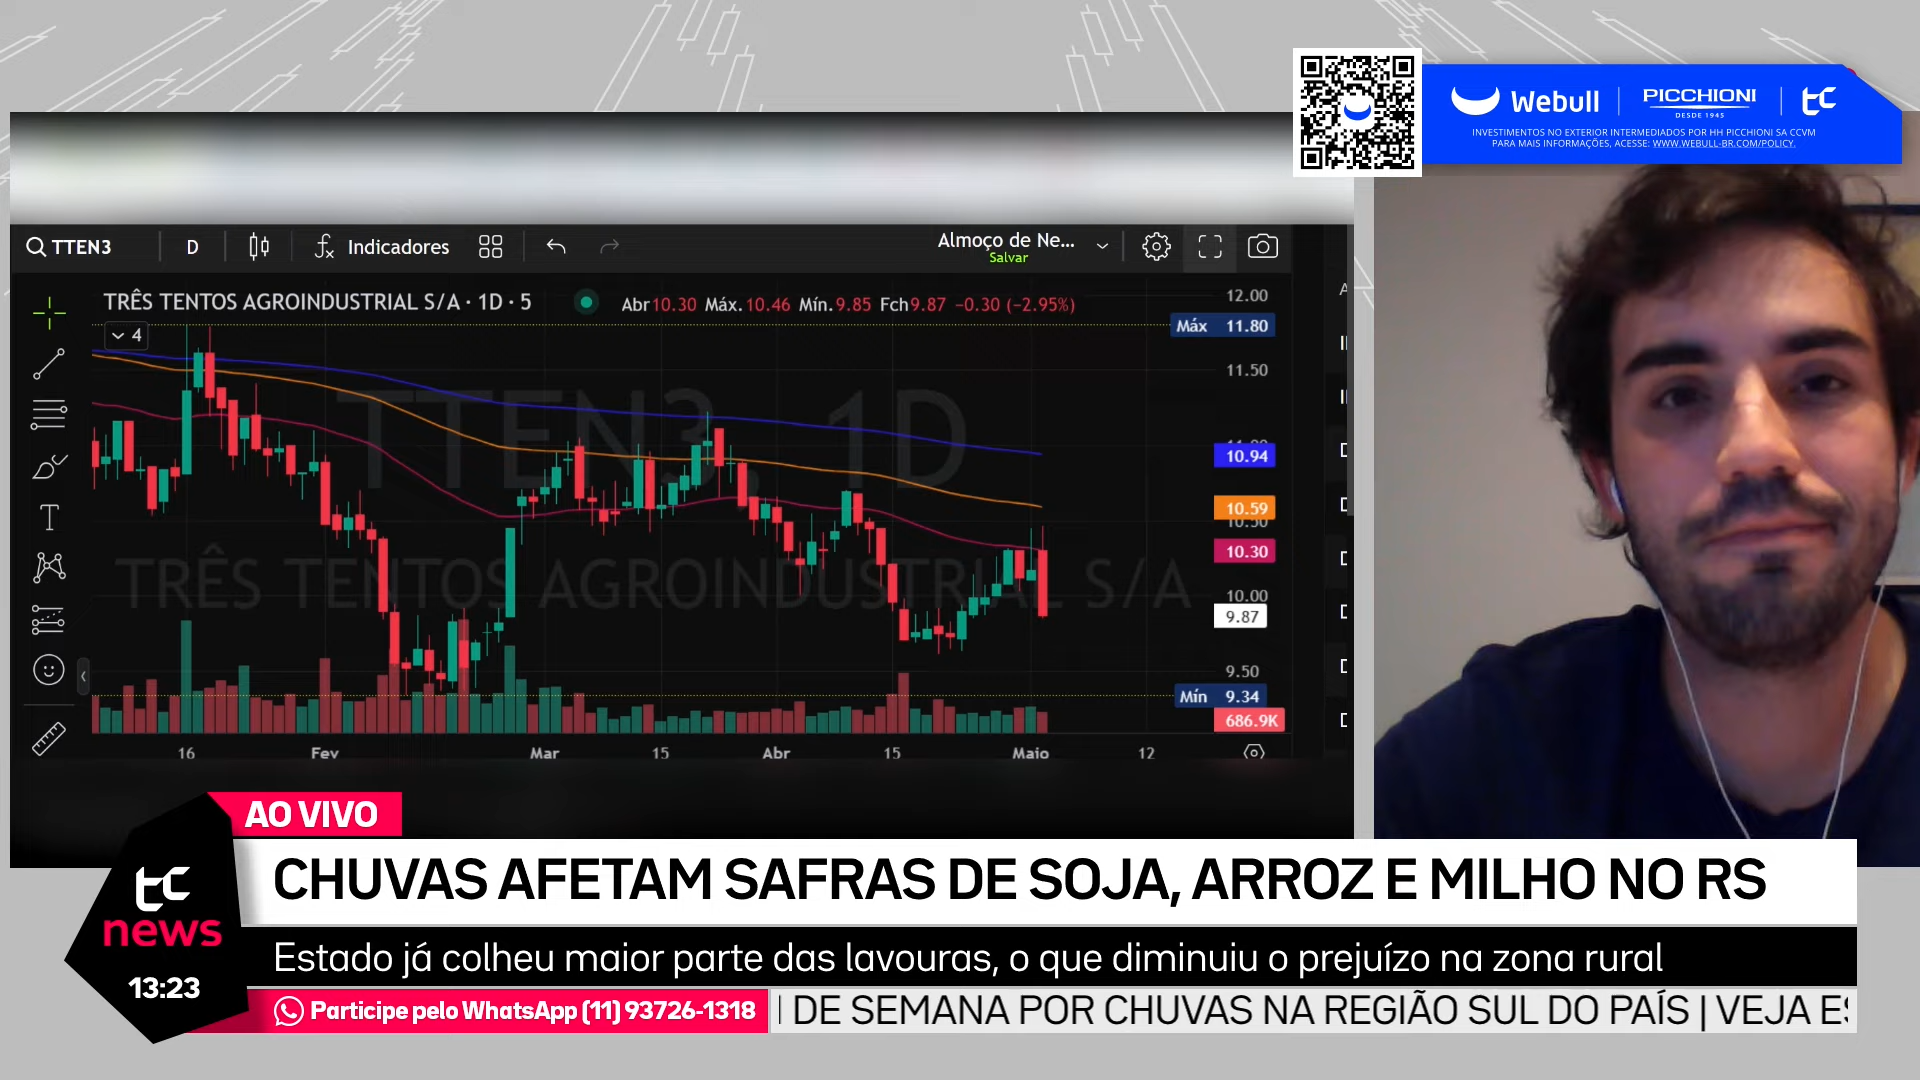 Webull
PICCHIONI
DESDE 1945
tc
INVESTIMENTOS NO EXTERIOR INTERMEDIADOS POR HH PICCHIONI SA CCVM
PARA MAIS INFORMAÇÕES, ACESSE: WWW.WEBULL-BR.COM/POLICY.
TTEN3
D
Indicadores
Almoço de Ne...
Salvar
TRÊS TENTOS AGROINDUSTRIAL S/A · 1D · 5
Abr10.30 Máx.10.46 Mín.9.85 Fch9.87 −0.30 (−2.95%)
4
12.00
Máx 11.80
11.50
TTEN3, 1D
10.94
10.59
10.50
10.30
TRÊS TENTOS AGROINDUSTRIAL S/A
10.00
9.87
9.50
Mín 9.34
686.9K
16 Fev Mar 15 Abr 15 Maio 12
AO VIVO
CHUVAS AFETAM SAFRAS DE SOJA, ARROZ E MILHO NO RS
tc news
Estado já colheu maior parte das lavouras, o que diminuiu o prejuízo na zona rural
13:23
Participe pelo WhatsApp (11) 93726-1318
DE SEMANA POR CHUVAS NA REGIÃO SUL DO PAÍS | VEJA